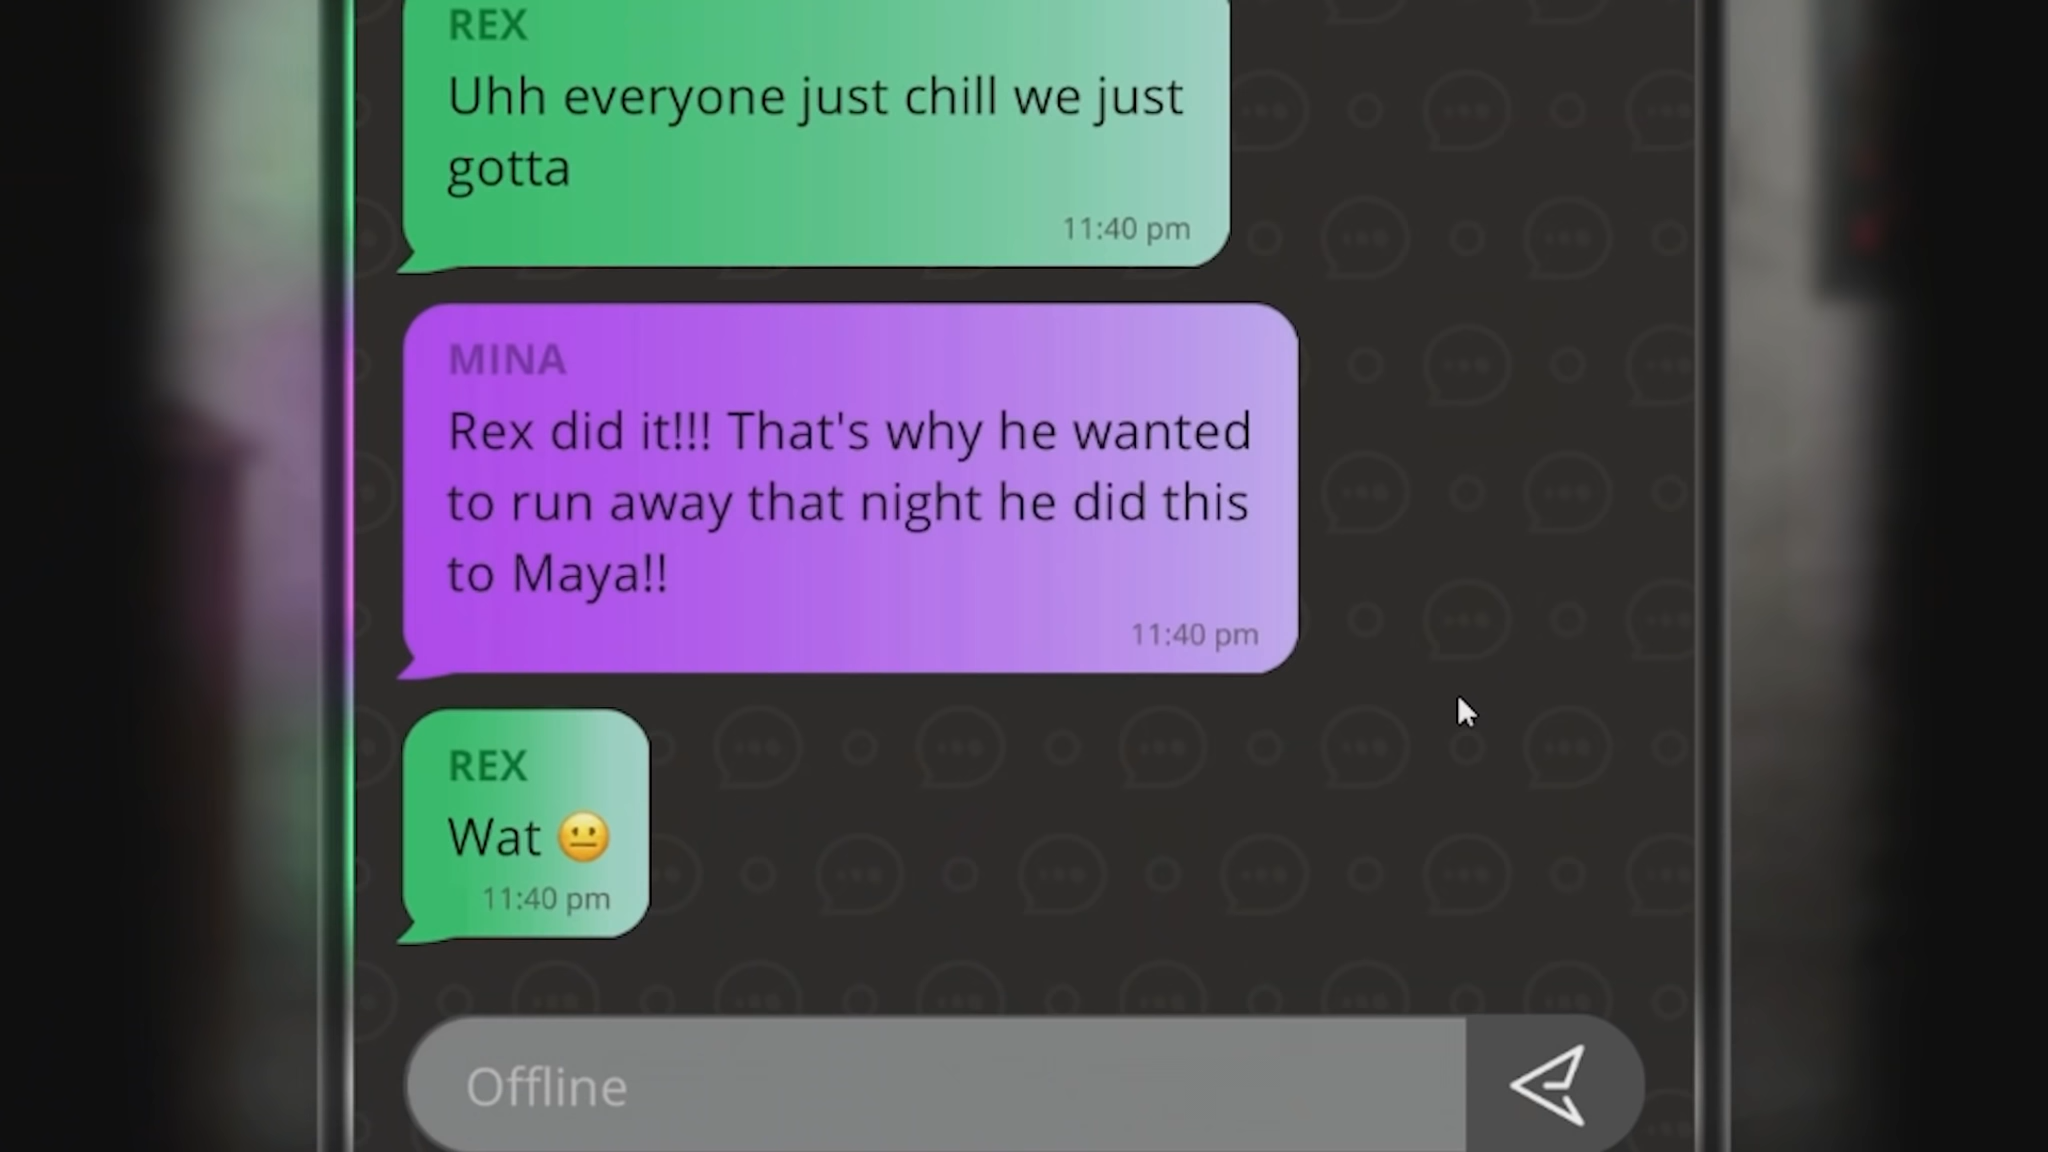 REX
Uhh everyone just chill we just
gotta
11:40 pm
MINA
Rex did it!!! That's why he wanted
to run away that night he did this
to Maya!!
11:40 pm
REX
Wat 😐
11:40 pm
Offline